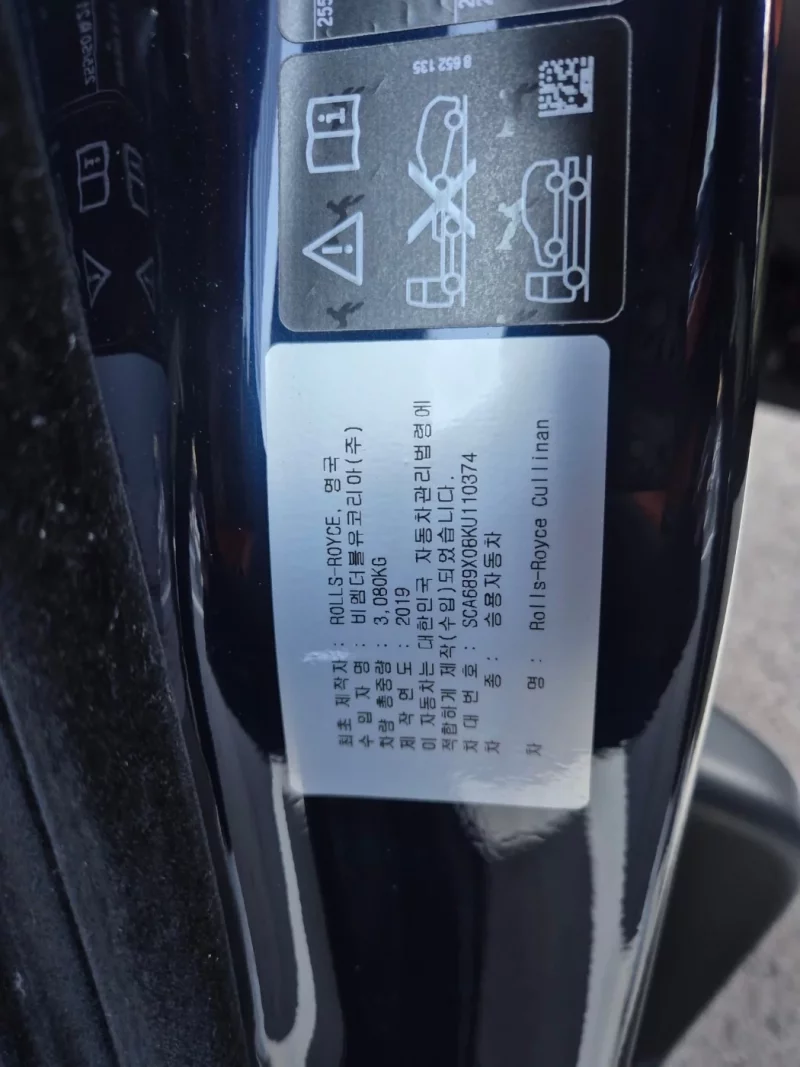 255
8 652 135
최초 제작자 : ROLLS-ROYCE, 영국
수 입 자 명 : 비엠더블유코리아(주)
차량 총중량 : 3,080KG
제 작 연 도 : 2019
이 자동차는 대한민국 자동차관리법령에
적합하게 제작(수입)되었습니다.
차 대 번 호 : SCA689X08KU110374
차 종 : 승용자동차
차 명 : Rolls-Royce Cullinan